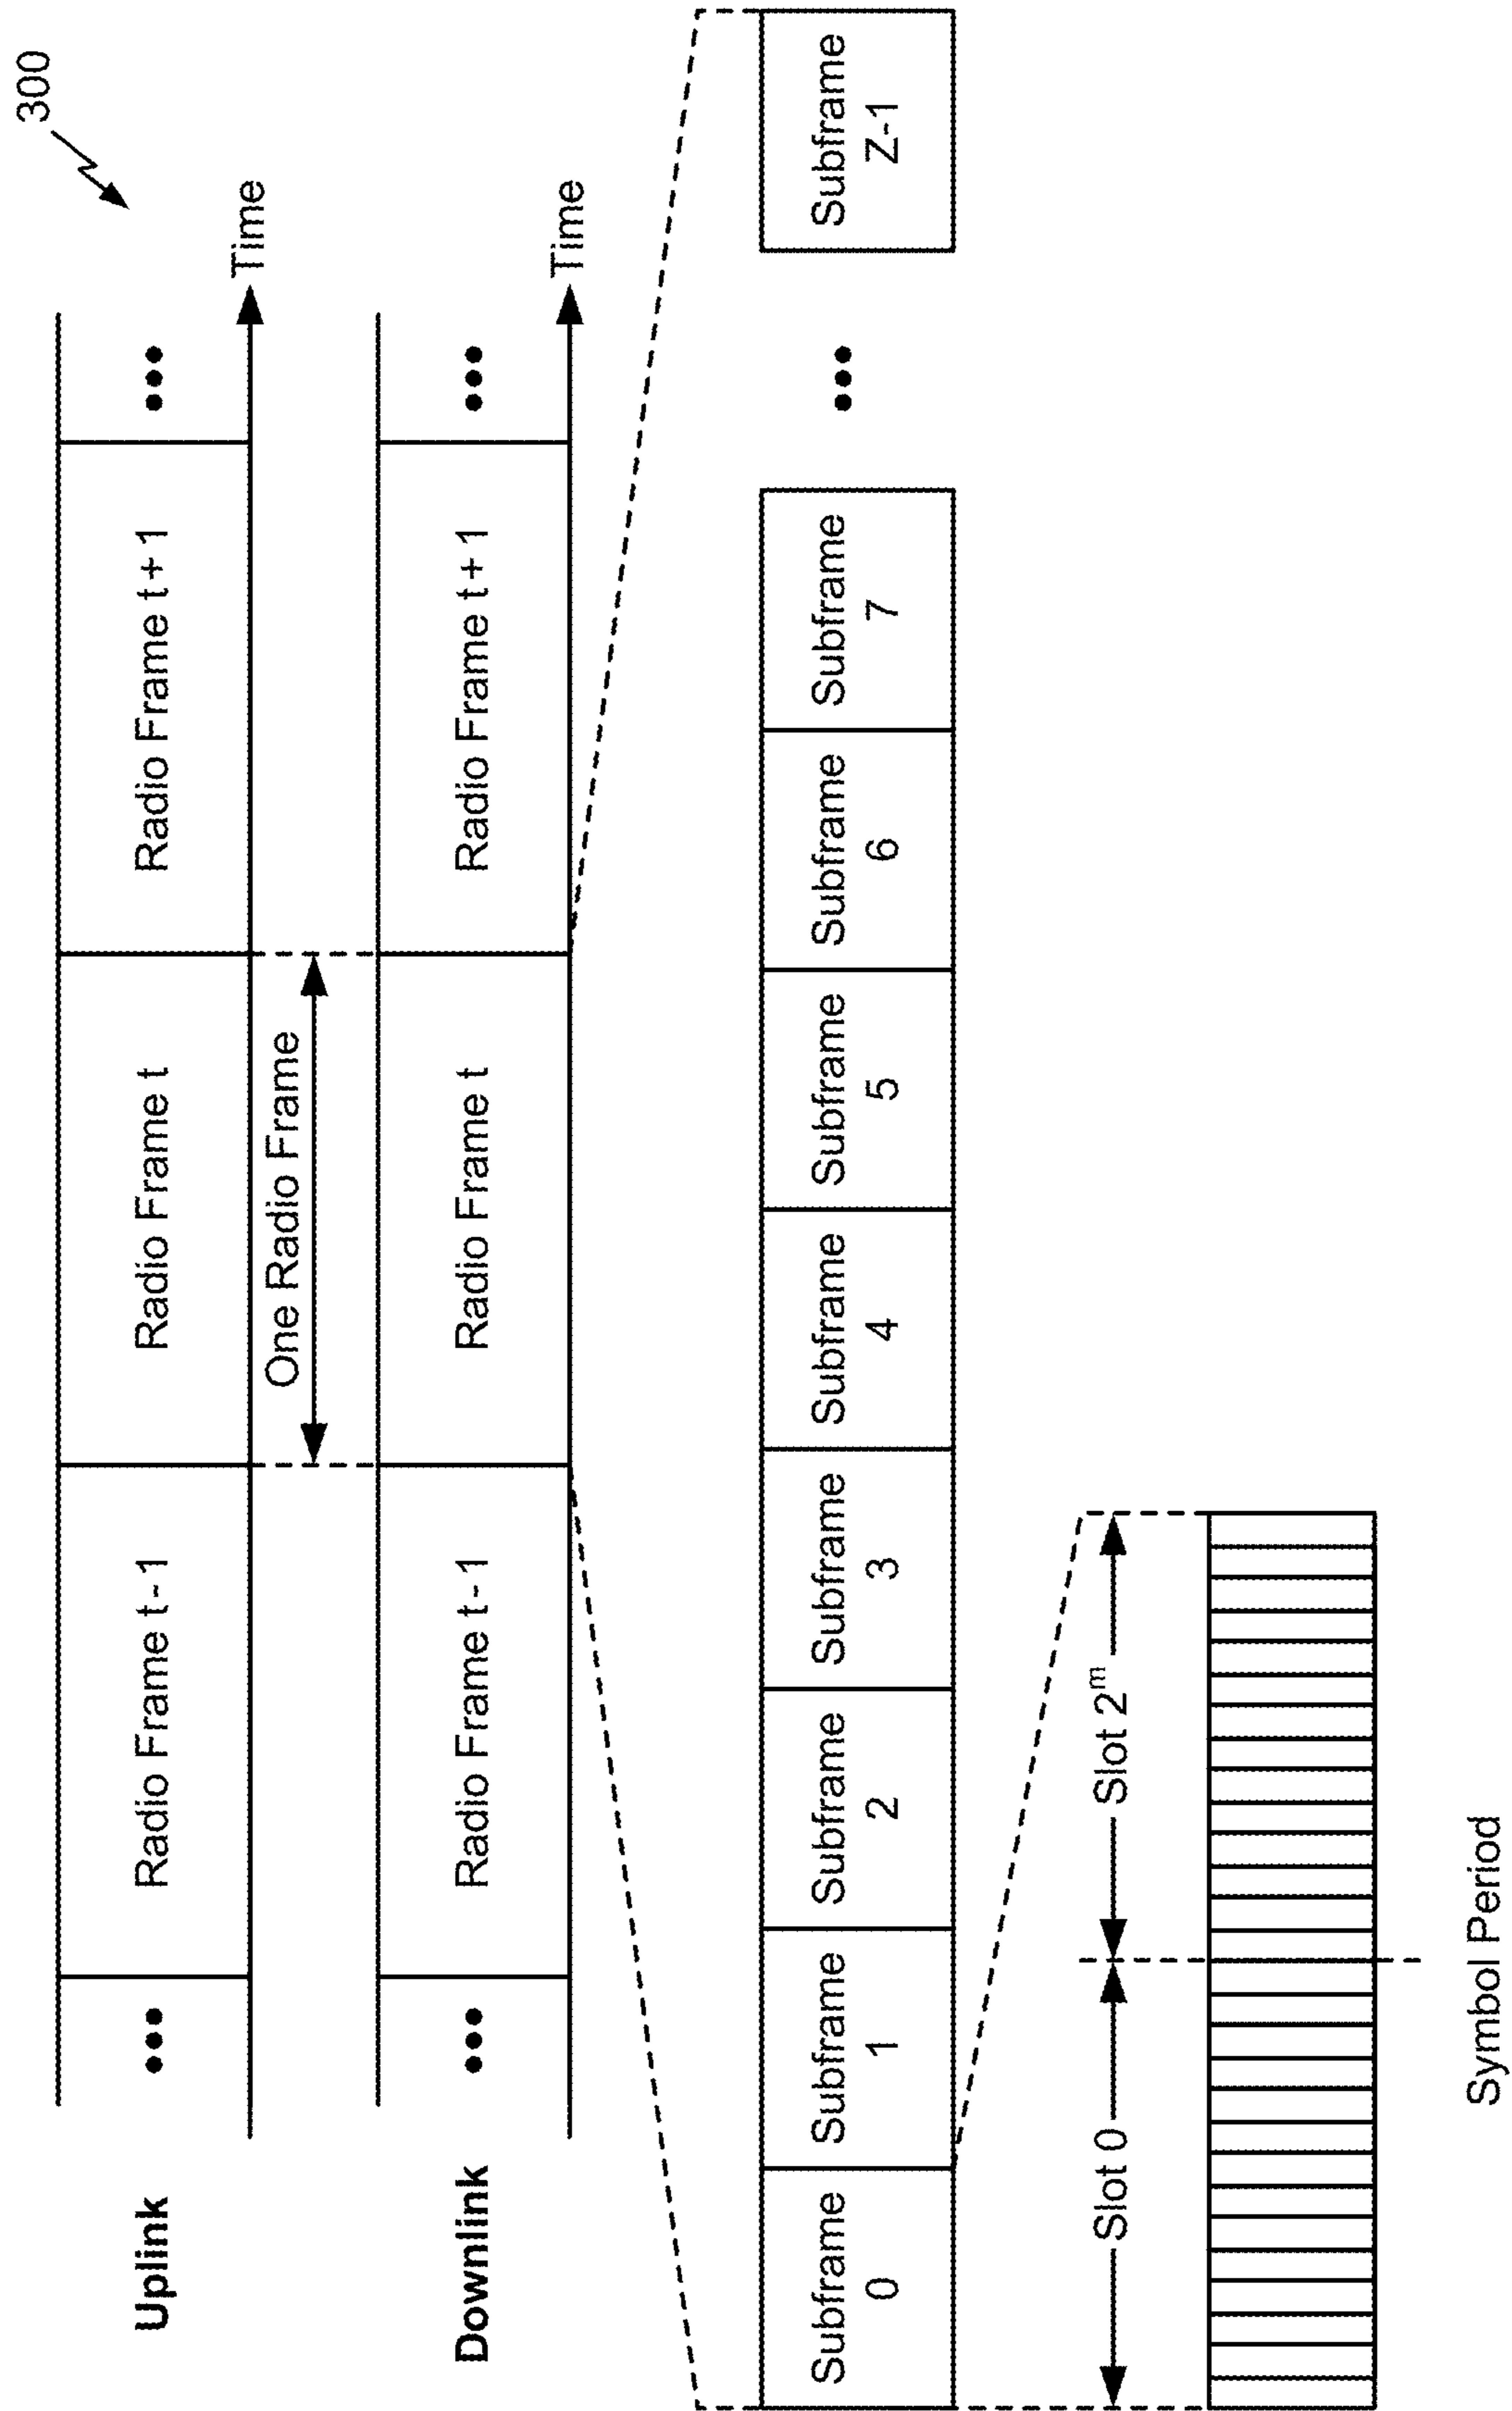 300
Uplink
•••
Radio Frame t-1
Radio Frame t
Radio Frame t+1
•••
Time
One Radio Frame
Downlink
•••
Radio Frame t-1
Radio Frame t
Radio Frame t+1
•••
Time
Subframe
0
Subframe
1
Subframe
2
Subframe
3
Subframe
4
Subframe
5
Subframe
6
Subframe
7
•••
Subframe
Z-1
Slot 0
Slot 2ᵐ
Symbol Period